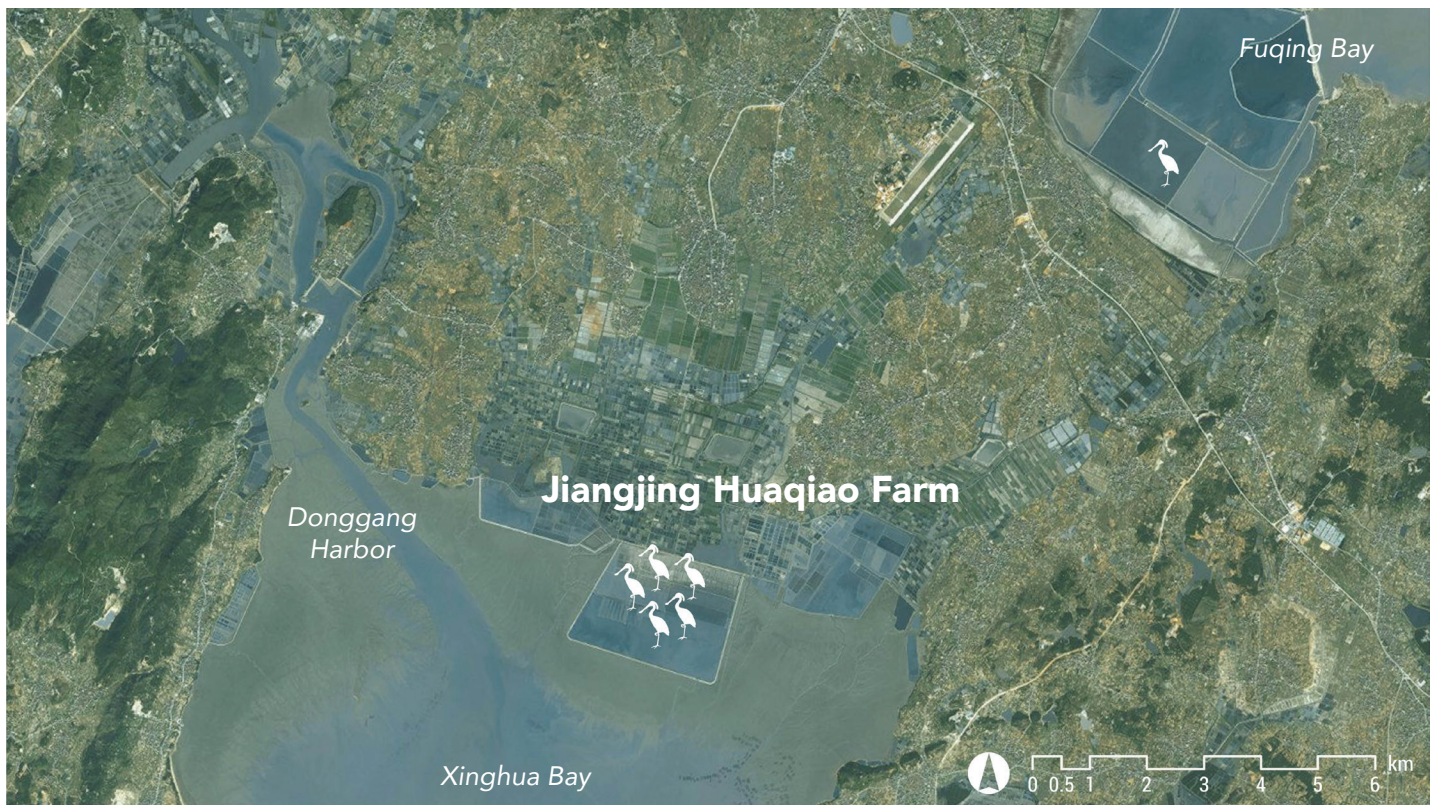 Fuqing Bay
Jiangjing Huaqiao Farm
Donggang
Harbor
Xinghua Bay
km
0 0.5 1 2 3 4 5 6